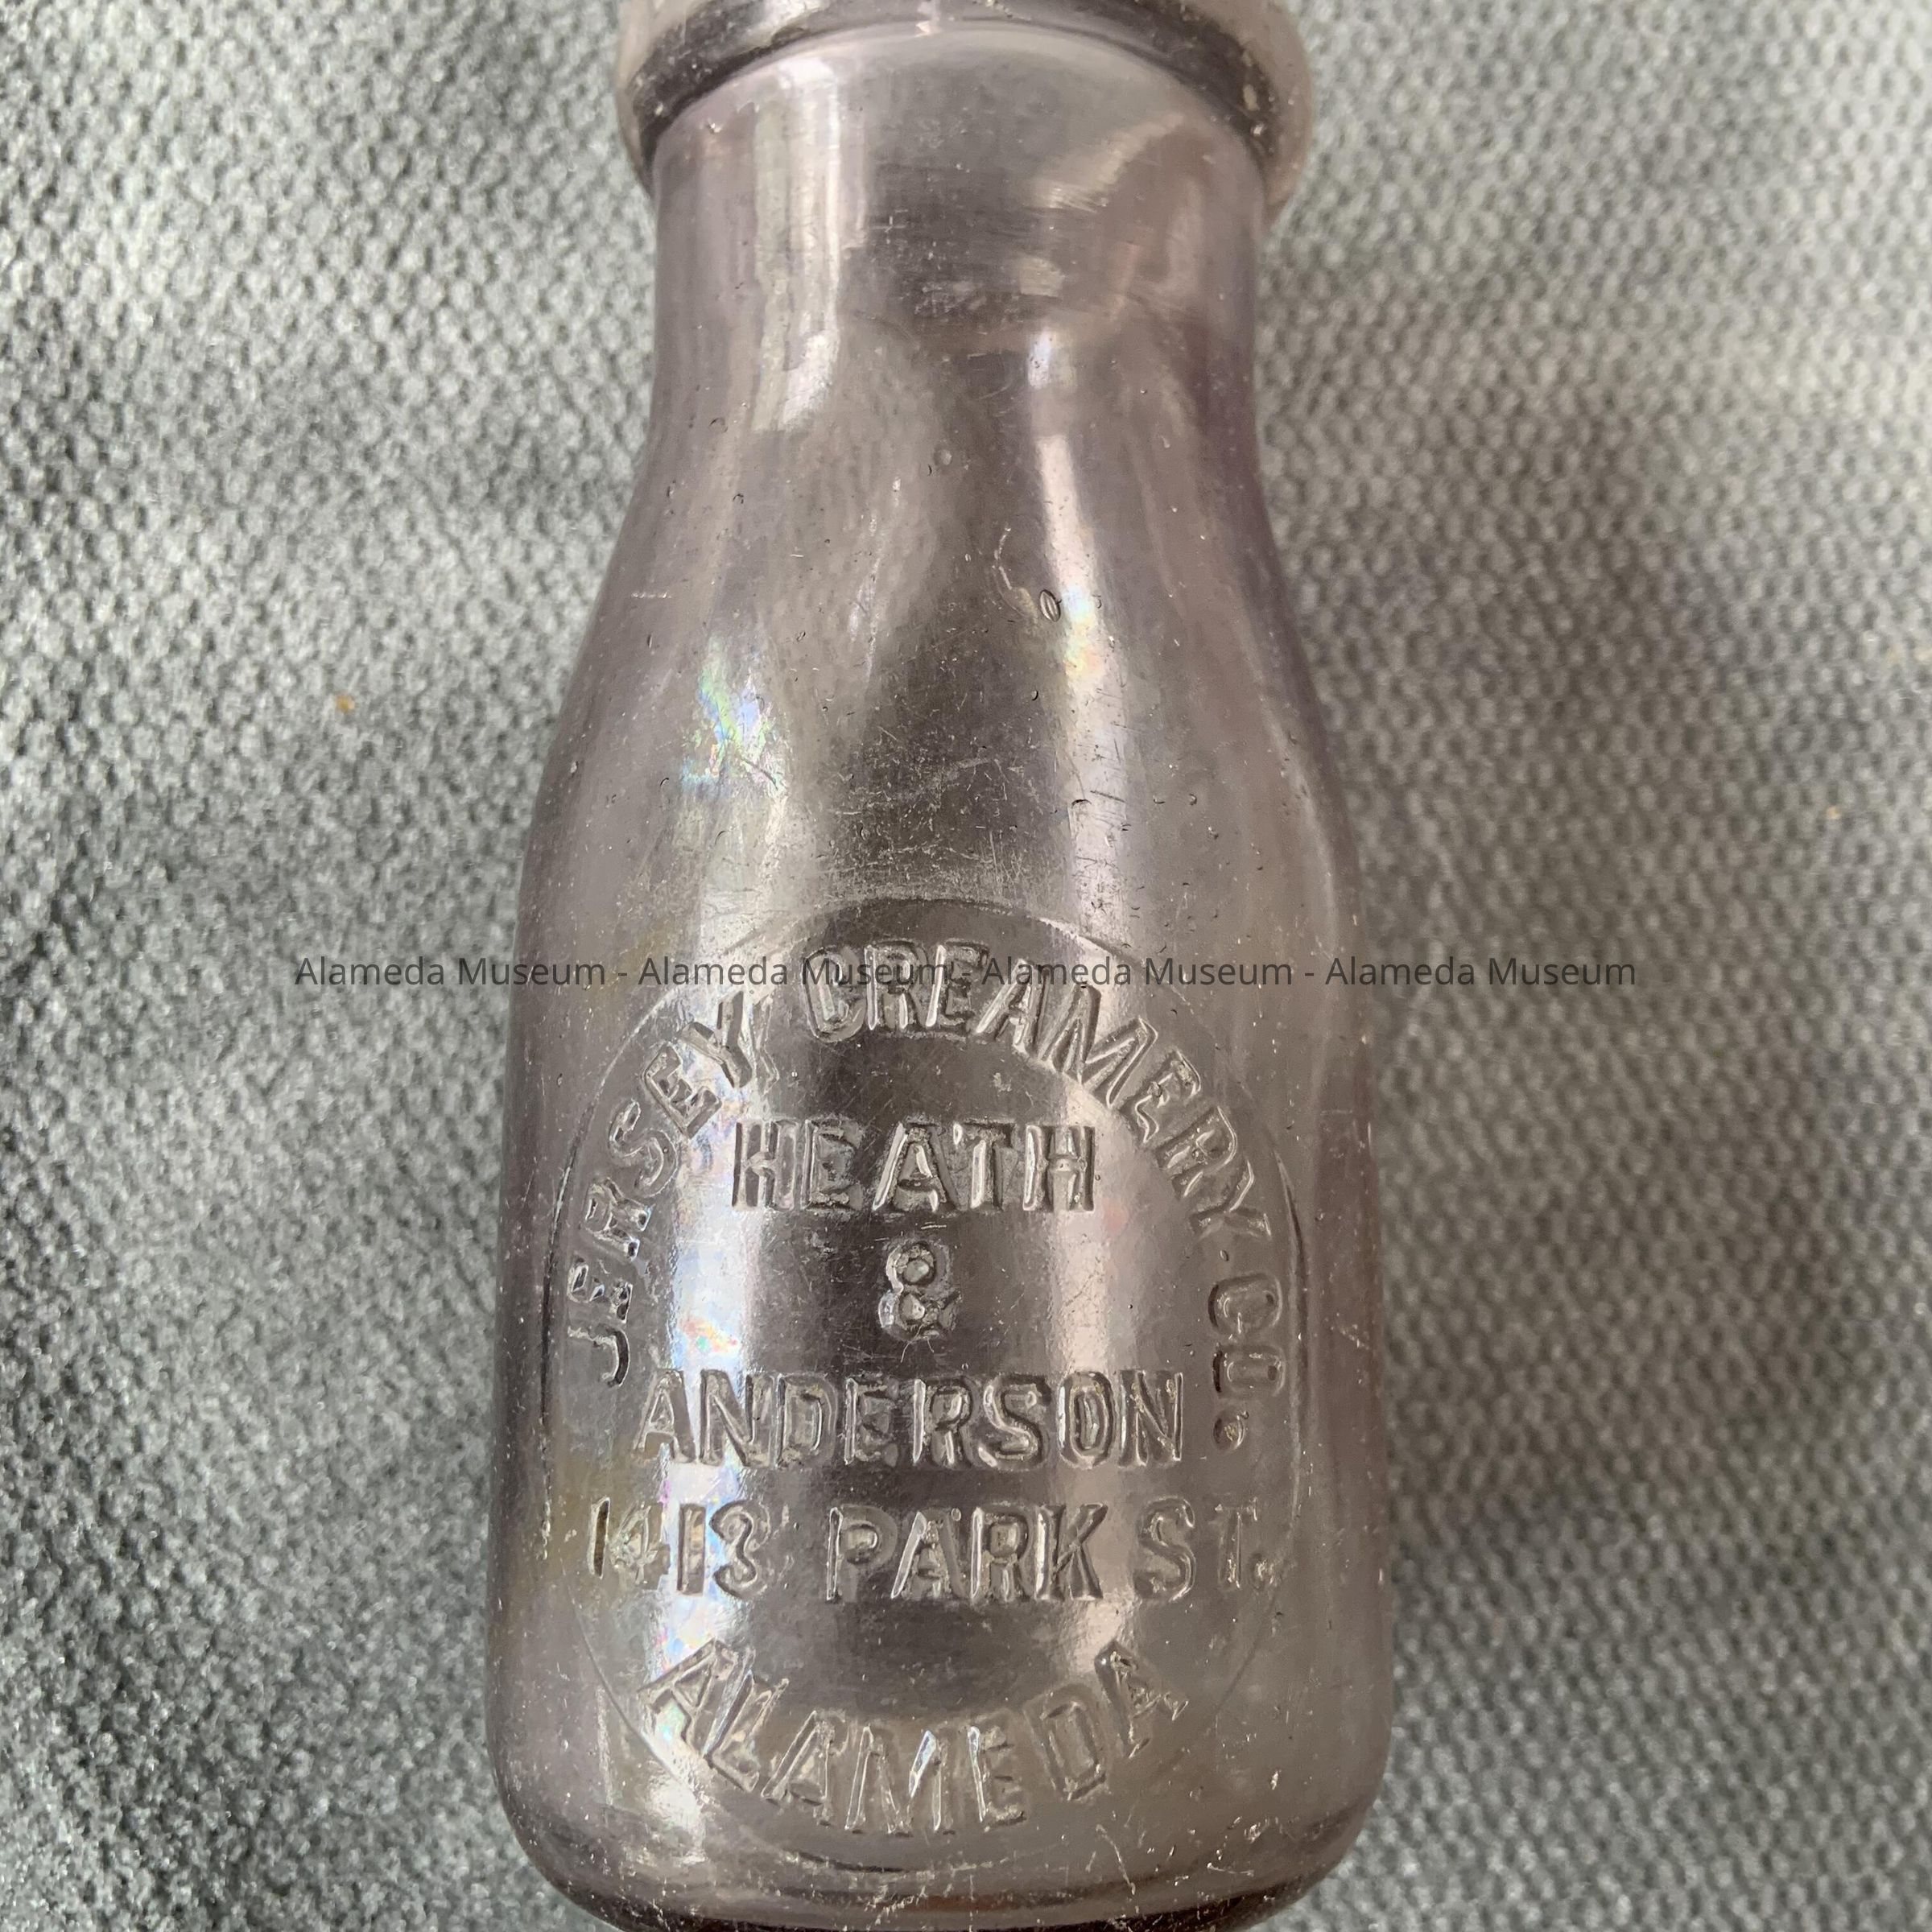 Alameda Museum - Alameda Museum - Alameda Museum - Alameda Museum
JERSEY CREAMERY CO.
HEATH
&
ANDERSON
1413 PARK ST.
ALAMEDA